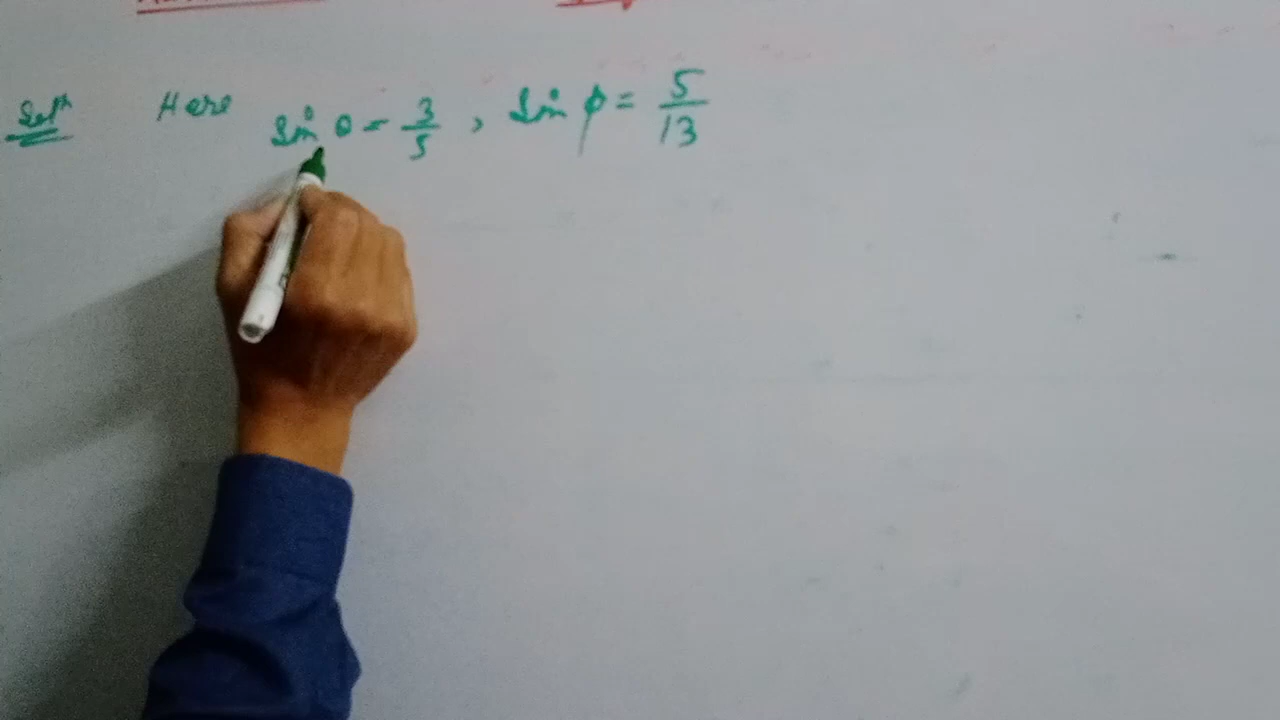 Solⁿ Here sin θ = 3/5 , sin φ = 5/13